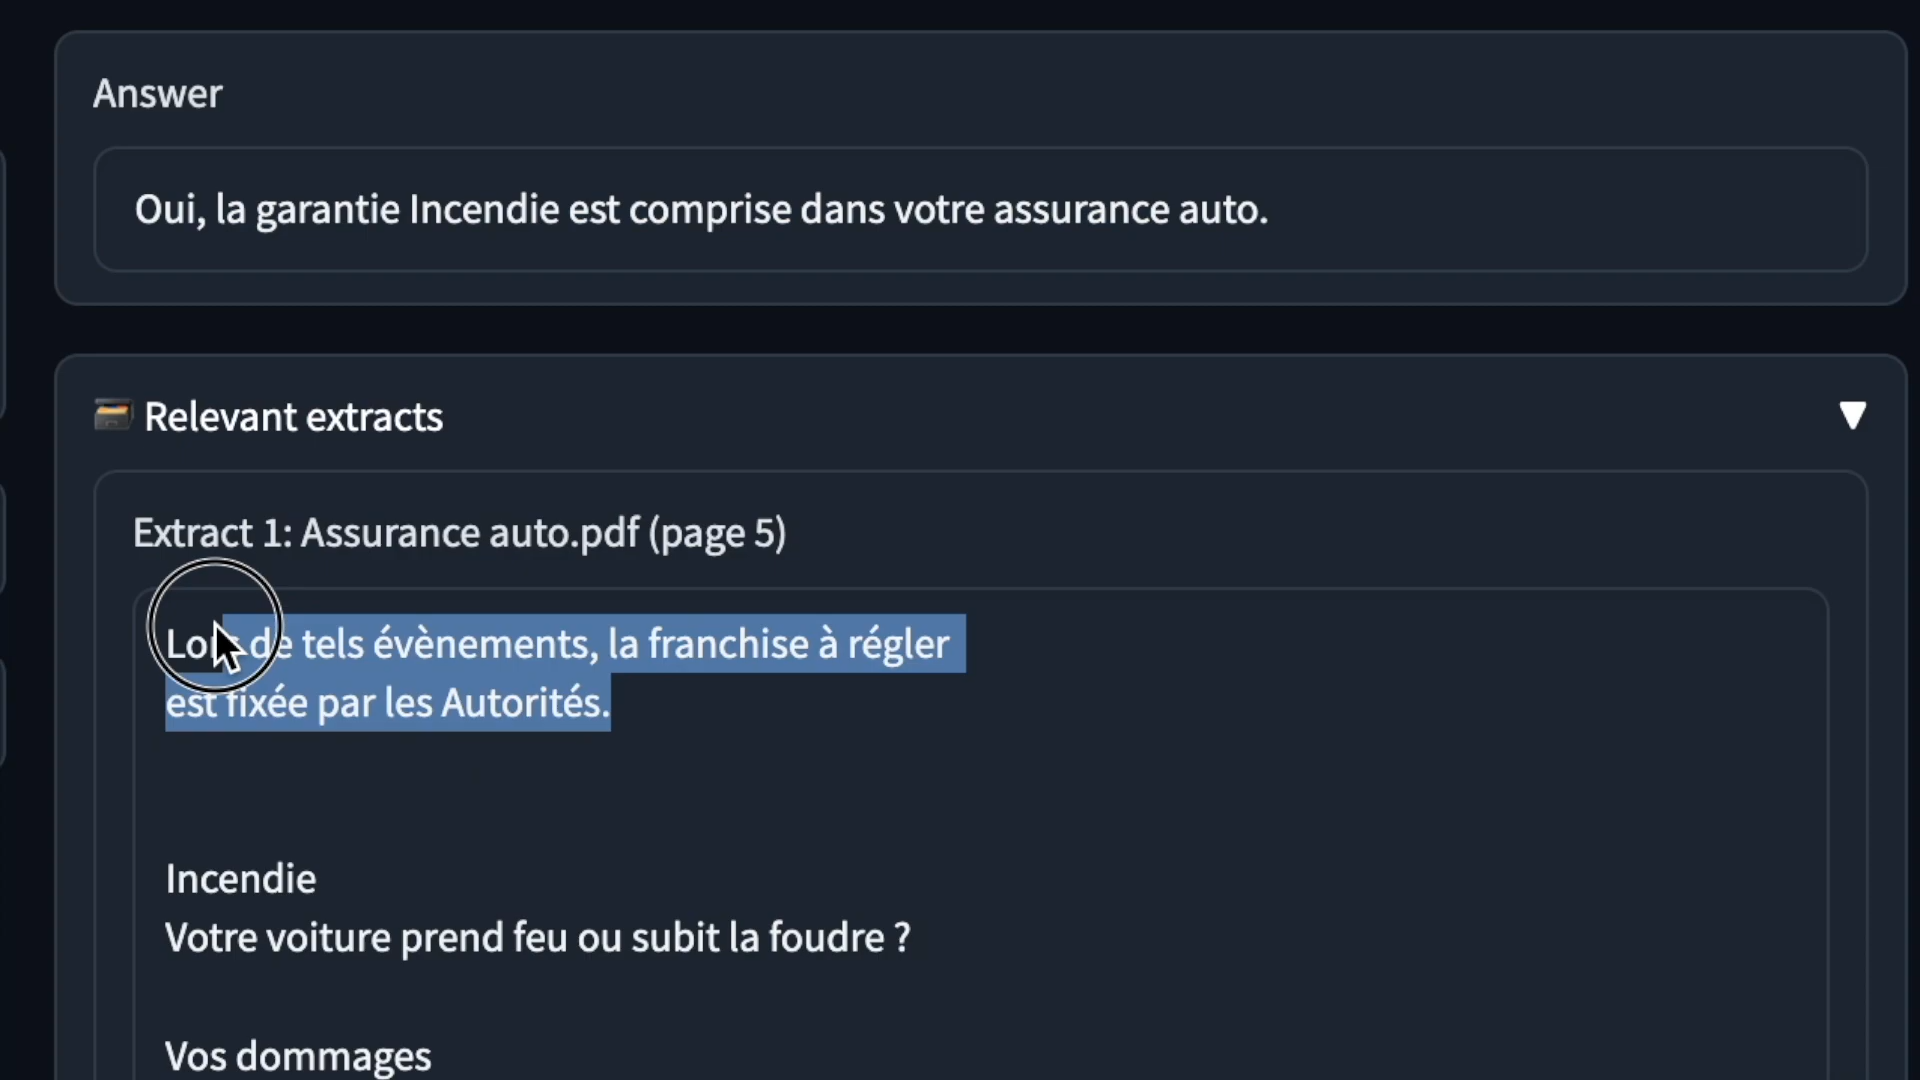 Answer
Oui, la garantie Incendie est comprise dans votre assurance auto.
Relevant extracts
Extract 1: Assurance auto.pdf (page 5)
Lors de tels évènements, la franchise à régler
est fixée par les Autorités.
Incendie
Votre voiture prend feu ou subit la foudre ?
Vos dommages